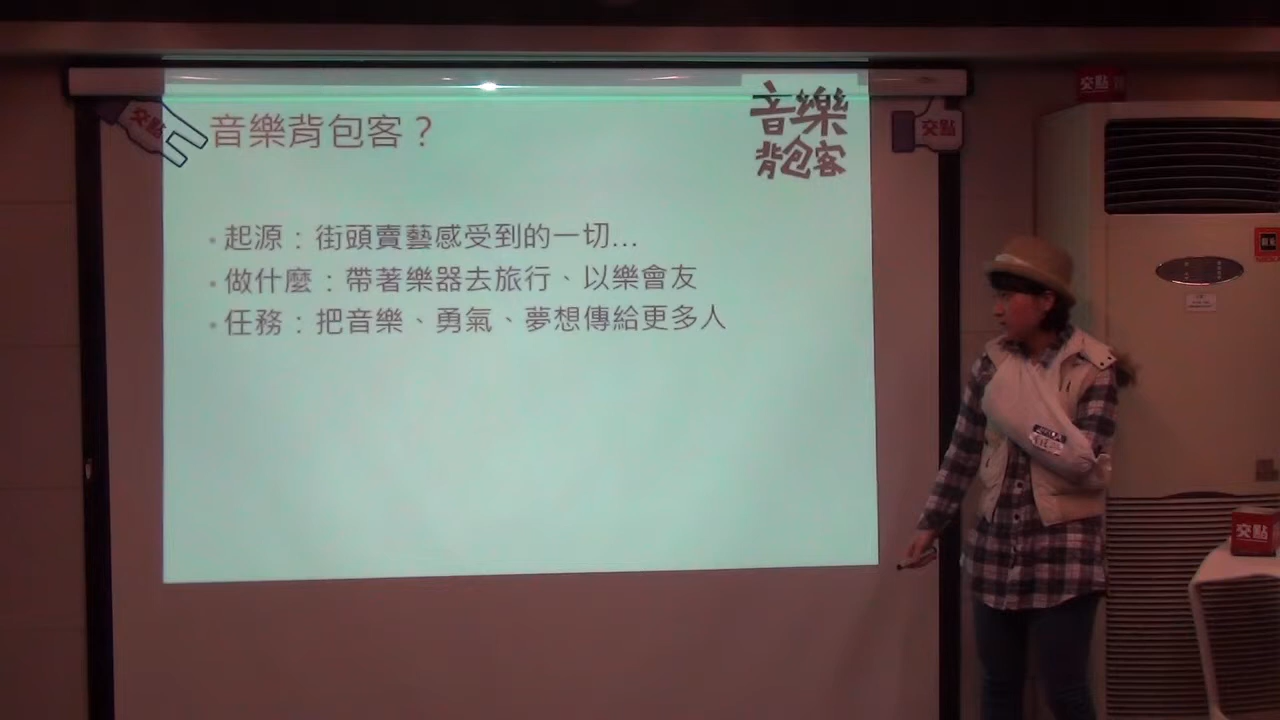 交點
音樂背包客？
音樂
背包客
交點
交點
• 起源：街頭賣藝感受到的一切...
• 做什麼：帶著樂器去旅行、以樂會友
• 任務：把音樂、勇氣、夢想傳給更多人
交點